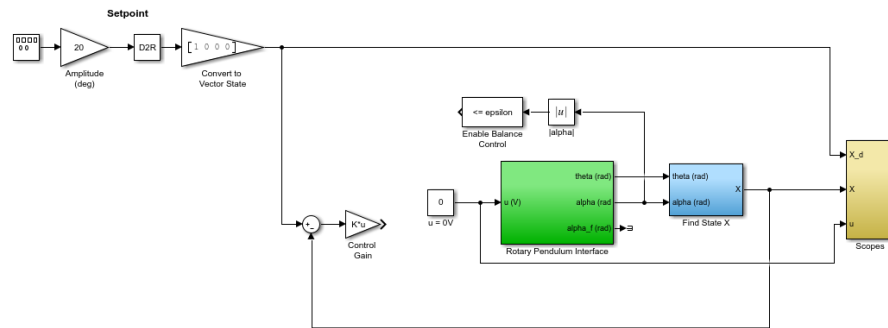 Setpoint
20
D2R
[ 1 0 0 0 ]
Amplitude
(deg)
Convert to
Vector State
<= epsilon
|u|
Enable Balance
Control
|alpha|
theta (rad)
theta (rad)
X_d
0
u (V)
alpha (rad
alpha (rad)
X
X
u = 0V
alpha_f (rad)
u
Rotary Pendulum Interface
Find State X
Scopes
+
-
K*u
Control
Gain